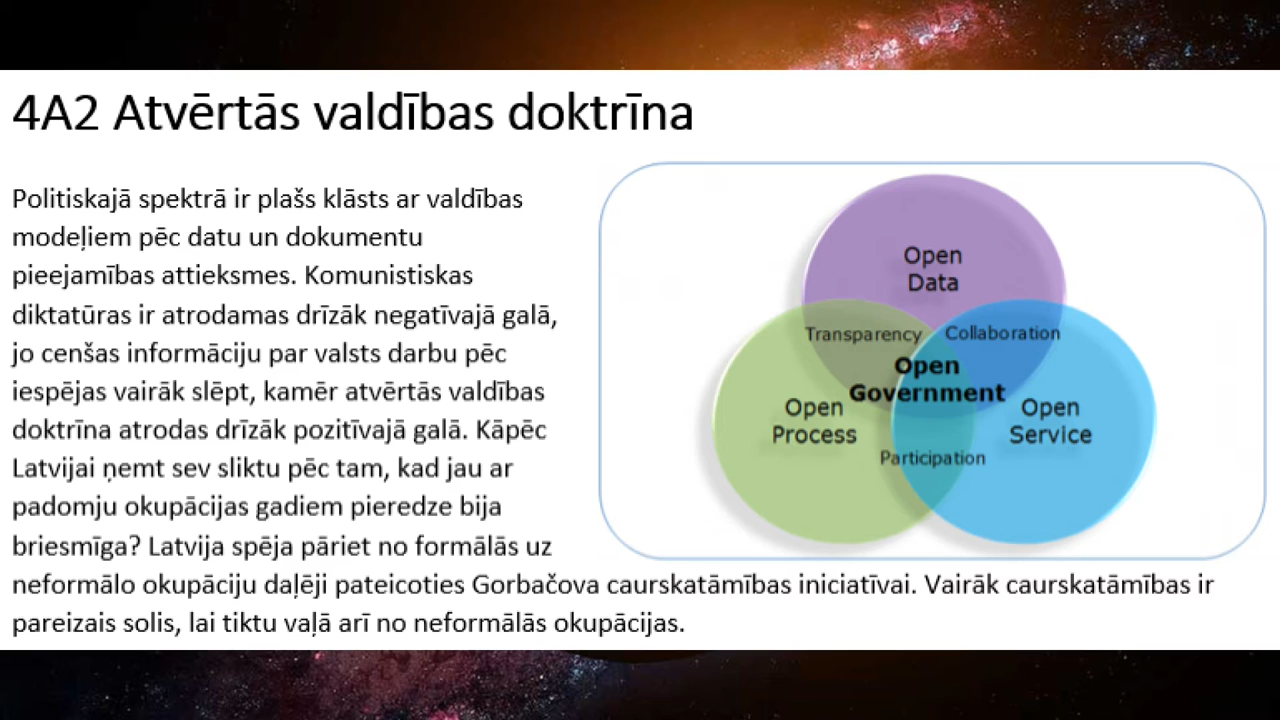 4A2 Atvērtās valdības doktrīna
Politiskajā spektrā ir plašs klāsts ar valdības
modeļiem pēc datu un dokumentu
pieejamības attieksmes. Komunistiskas
diktatūras ir atrodamas drīzāk negatīvajā galā,
jo cenšas informāciju par valsts darbu pēc
iespējas vairāk slēpt, kamēr atvērtās valdības
doktrīna atrodas drīzāk pozitīvajā galā. Kāpēc
Latvijai ņemt sev sliktu pēc tam, kad jau ar
padomju okupācijas gadiem pieredze bija
briesmīga? Latvija spēja pāriet no formālās uz
neformālo okupāciju daļēji pateicoties Gorbačova caurskatāmības iniciatīvai. Vairāk caurskatāmības ir
pareizais solis, lai tiktu vaļā arī no neformālās okupācijas.
Open
Data
Transparency
Collaboration
Open
Government
Open
Process
Open
Service
Participation